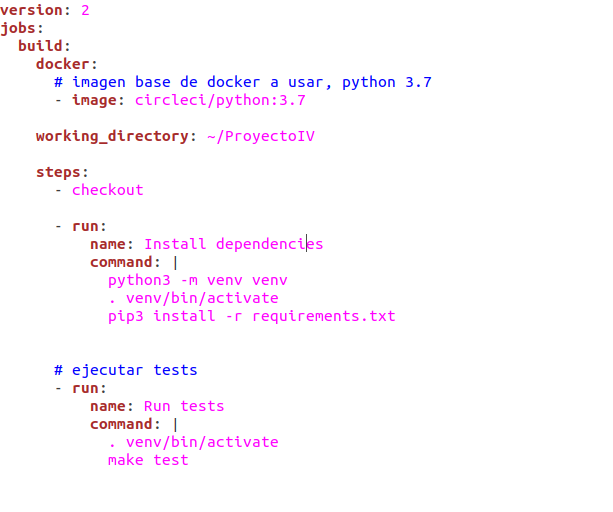 version: 2
jobs:
  build:
    docker:
      # imagen base de docker a usar, python 3.7
      - image: circleci/python:3.7

    working_directory: ~/ProyectoIV

    steps:
      - checkout

      - run:
          name: Install dependencies
          command: |
            python3 -m venv venv
            . venv/bin/activate
            pip3 install -r requirements.txt


      # ejecutar tests
      - run:
          name: Run tests
          command: |
            . venv/bin/activate
            make test